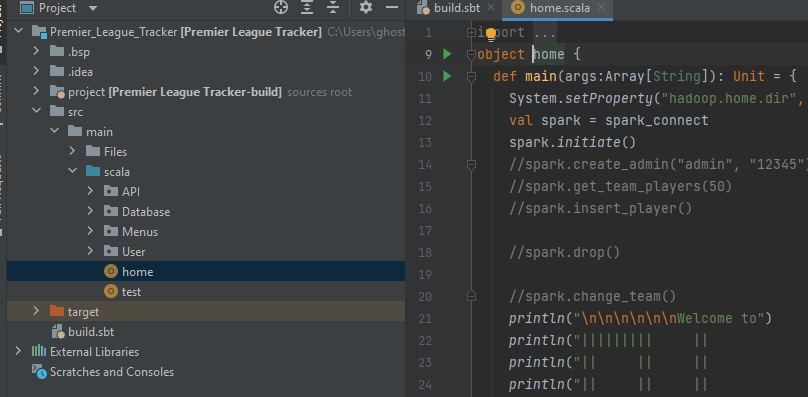 Project
Premier_League_Tracker [Premier League Tracker] C:\Users\ghost
.bsp
.idea
project [Premier League Tracker-build] sources root
src
main
Files
scala
API
Database
Menus
User
home
test
target
build.sbt
External Libraries
Scratches and Consoles
build.sbt home.scala
1 import ...
9 object home {
10 def main(args:Array[String]): Unit = {
11 System.setProperty("hadoop.home.dir",
12 val spark = spark_connect
13 spark.initiate()
14 //spark.create_admin("admin", "12345")
15 //spark.get_team_players(50)
16 //spark.insert_player()
17
18 //spark.drop()
19
20 //spark.change_team()
21 println("\n\n\n\n\n\nWelcome to")
22 println("||||||||| ||
23 println("|| || ||
24 println("|| || ||